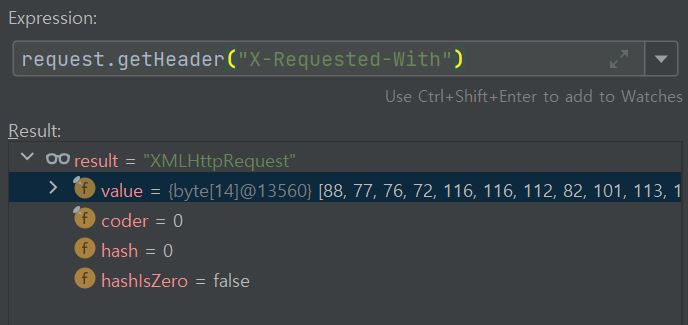 Expression:
request.getHeader("X-Requested-With")
Use Ctrl+Shift+Enter to add to Watches
Result:
result = "XMLHttpRequest"
f value = {byte[14]@13560} [88, 77, 76, 72, 116, 116, 112, 82, 101, 113, 1
f coder = 0
f hash = 0
f hashIsZero = false